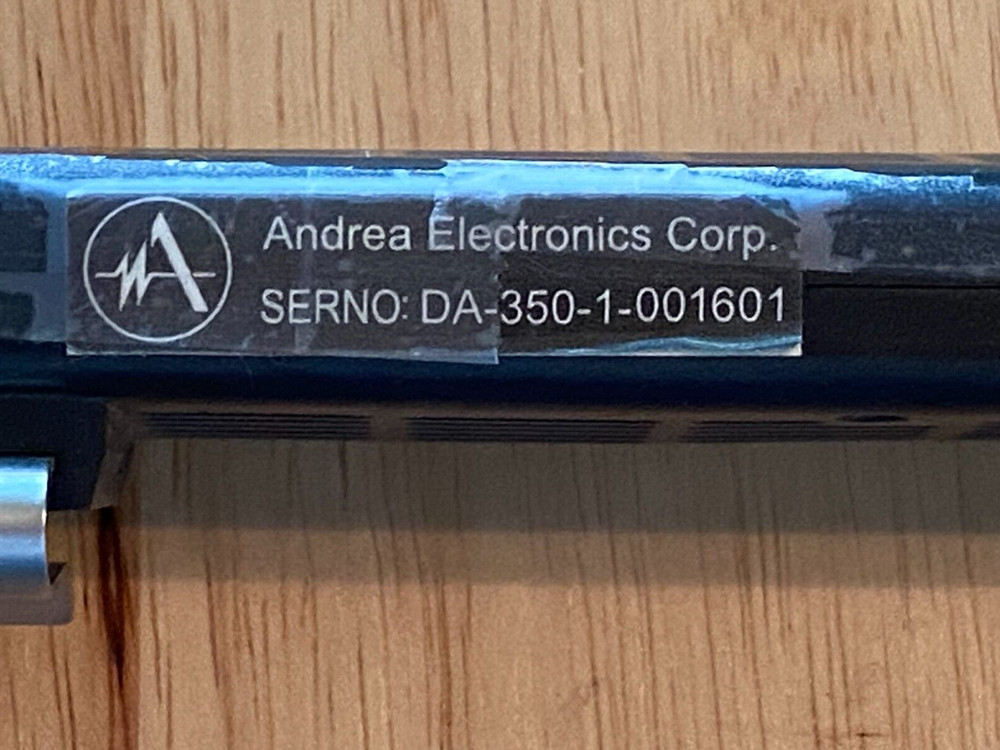 Andrea Electronics Corp.
SERNO: DA-350-1-001601